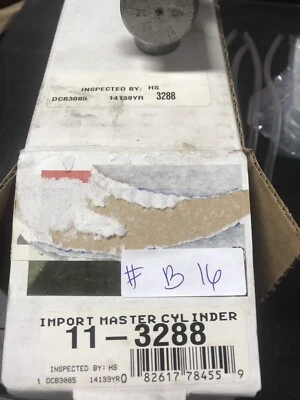 INSPECTED BY: HS
DCB3085 14139YR 3288
# B 16
IMPORT MASTER CYLINDER
11-3288
INSPECTED BY: HS
1 DCB3085 14139YR
0 82617 78455 9